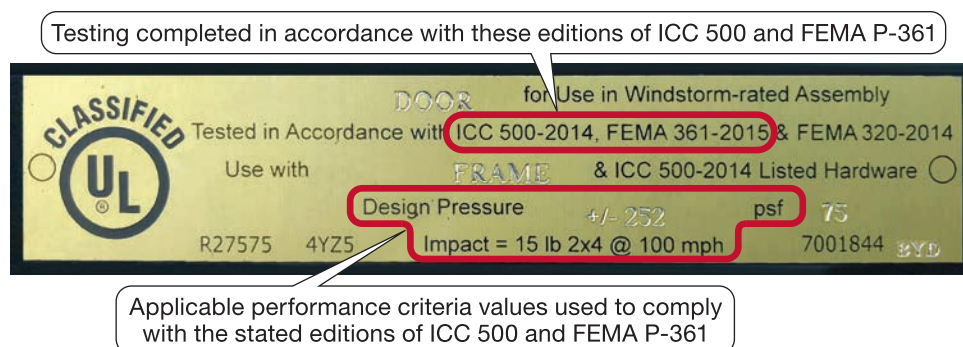 Testing completed in accordance with these editions of ICC 500 and FEMA P-361
CLASSIFIED
UL
®
DOOR for Use in Windstorm-rated Assembly
Tested in Accordance with ICC 500-2014, FEMA 361-2015 & FEMA 320-2014
Use with FRAME & ICC 500-2014 Listed Hardware
Design Pressure +/- 252 psf 75
R27575 4YZ5 Impact = 15 lb 2x4 @ 100 mph 7001844 BYD
Applicable performance criteria values used to comply
with the stated editions of ICC 500 and FEMA P-361